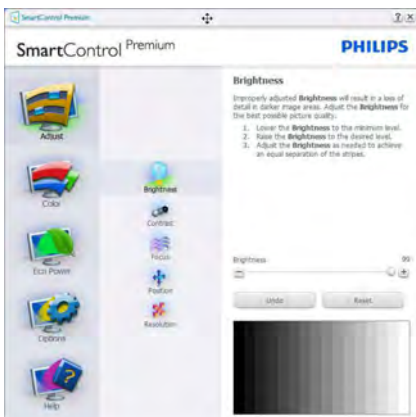 SmartControl Premium
SmartControl Premium
PHILIPS
Adjust
Color
Eco Power
Options
Help
Brightness
Contrast
Focus
Position
Resolution
Brightness
Improperly adjusted Brightness will result in a loss of
detail in darker image areas. Adjust the Brightness for
the best possible picture quality.
1. Lower the Brightness to the minimum level.
2. Raise the Brightness to the desired level.
3. Adjust the Brightness as needed to achieve
an equal separation of the stripes.
Brightness 99
Undo Reset